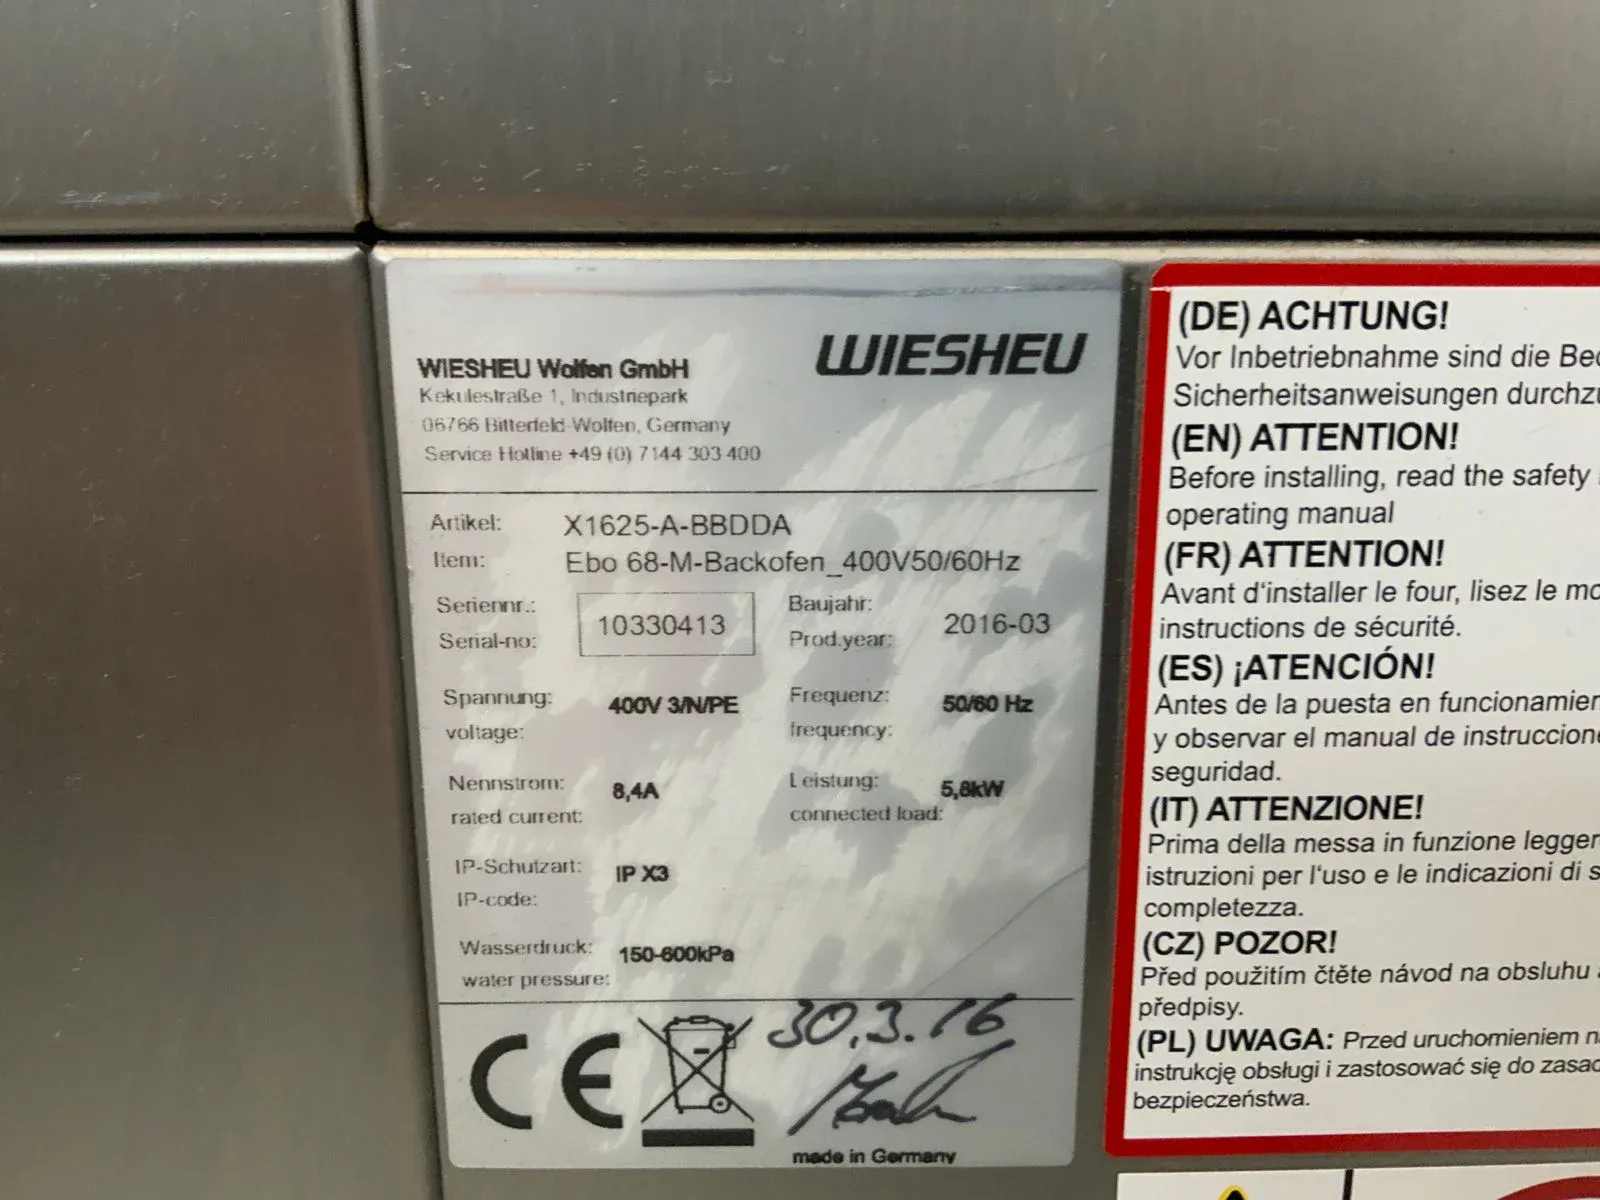 WIESHEU
WIESHEU Wolfen GmbH
Kekulestraße 1, Industriepark
06766 Bitterfeld-Wolfen, Germany
Service Hotline +49 (0) 7144 303 400
Artikel: X1625-A-BBDDA
Item: Ebo 68-M-Backofen_400V50/60Hz
Seriennr.: Baujahr:
10330413 2016-03
Serial-no: Prod.year:
Spannung: 400V 3/N/PE Frequenz: 50/60 Hz
voltage: frequency:
Nennstrom: 8,4A Leistung: 5,8kW
rated current: connected load:
IP-Schutzart: IP X3
IP-code:
Wasserdruck: 150-600kPa
water pressure:
CE
30.3.16
made in Germany
(DE) ACHTUNG!
Vor Inbetriebnahme sind die
Sicherheitsanweisungen
(EN) ATTENTION!
Before installing, read the safety
operating manual
(FR) ATTENTION!
Avant d'installer le four, lisez le
instructions de sécurité.
(ES) ¡ATENCIÓN!
Antes de la puesta en
y observar el manual de
seguridad.
(IT) ATTENZIONE!
Prima della messa in funzione
istruzioni per l'uso e le indicazioni di
completezza.
(CZ) POZOR!
Před použitím čtěte návod na obsluhu
předpisy.
(PL) UWAGA: Przed uruchomieniem
instrukcję obsługi i zastosować się do
bezpieczeństwa.